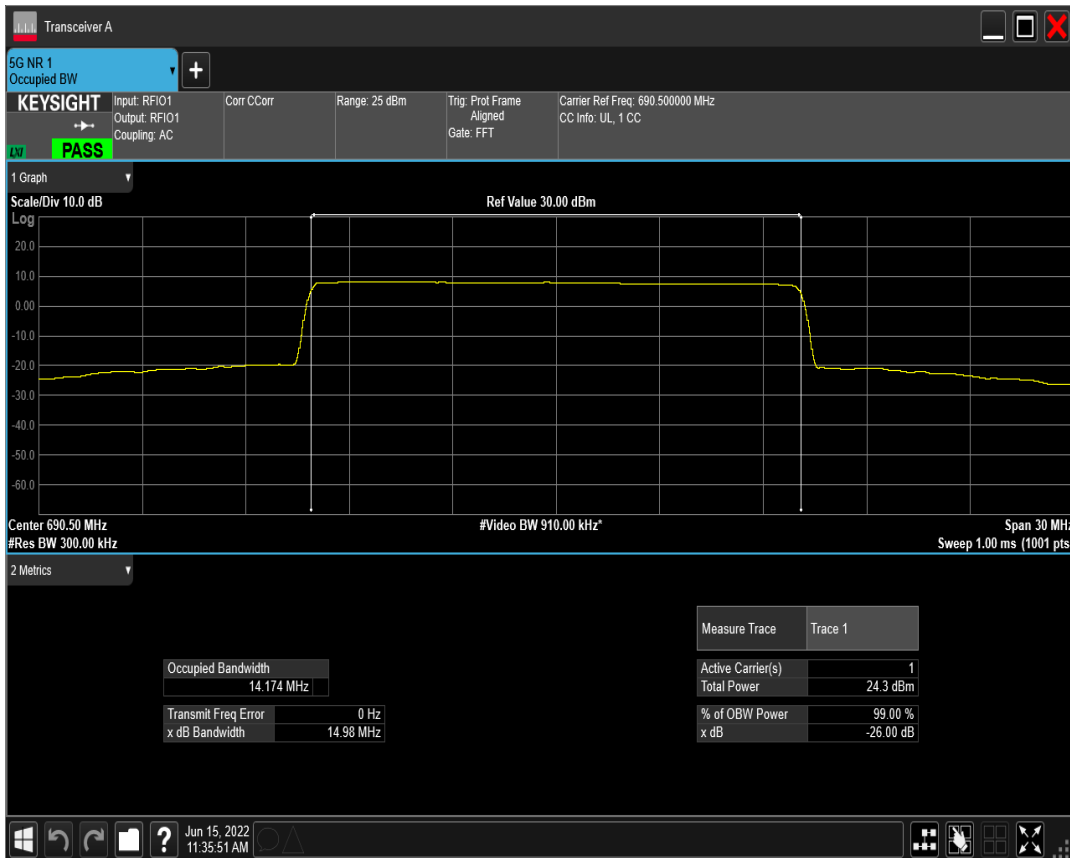 Transceiver A
5G NR 1
Occupied BW
+
KEYSIGHT
LXI
PASS
Input: RFIO1
Output: RFIO1
Coupling: AC
Corr CCorr
Range: 25 dBm
Trig: Prot Frame
Aligned
Gate: FFT
Carrier Ref Freq: 690.500000 MHz
CC Info: UL, 1 CC
1 Graph
Scale/Div 10.0 dB
Ref Value 30.00 dBm
Log
20.0
10.0
0.00
-10.0
-20.0
-30.0
-40.0
-50.0
-60.0
Center 690.50 MHz
#Video BW 910.00 kHz*
Span 30 MHz
#Res BW 300.00 kHz
Sweep 1.00 ms (1001 pts
2 Metrics
Measure Trace Trace 1
Occupied Bandwidth
14.174 MHz
Active Carrier(s) 1
Total Power 24.3 dBm
Transmit Freq Error 0 Hz
x dB Bandwidth 14.98 MHz
% of OBW Power 99.00 %
x dB -26.00 dB
?
Jun 15, 2022
11:35:51 AM